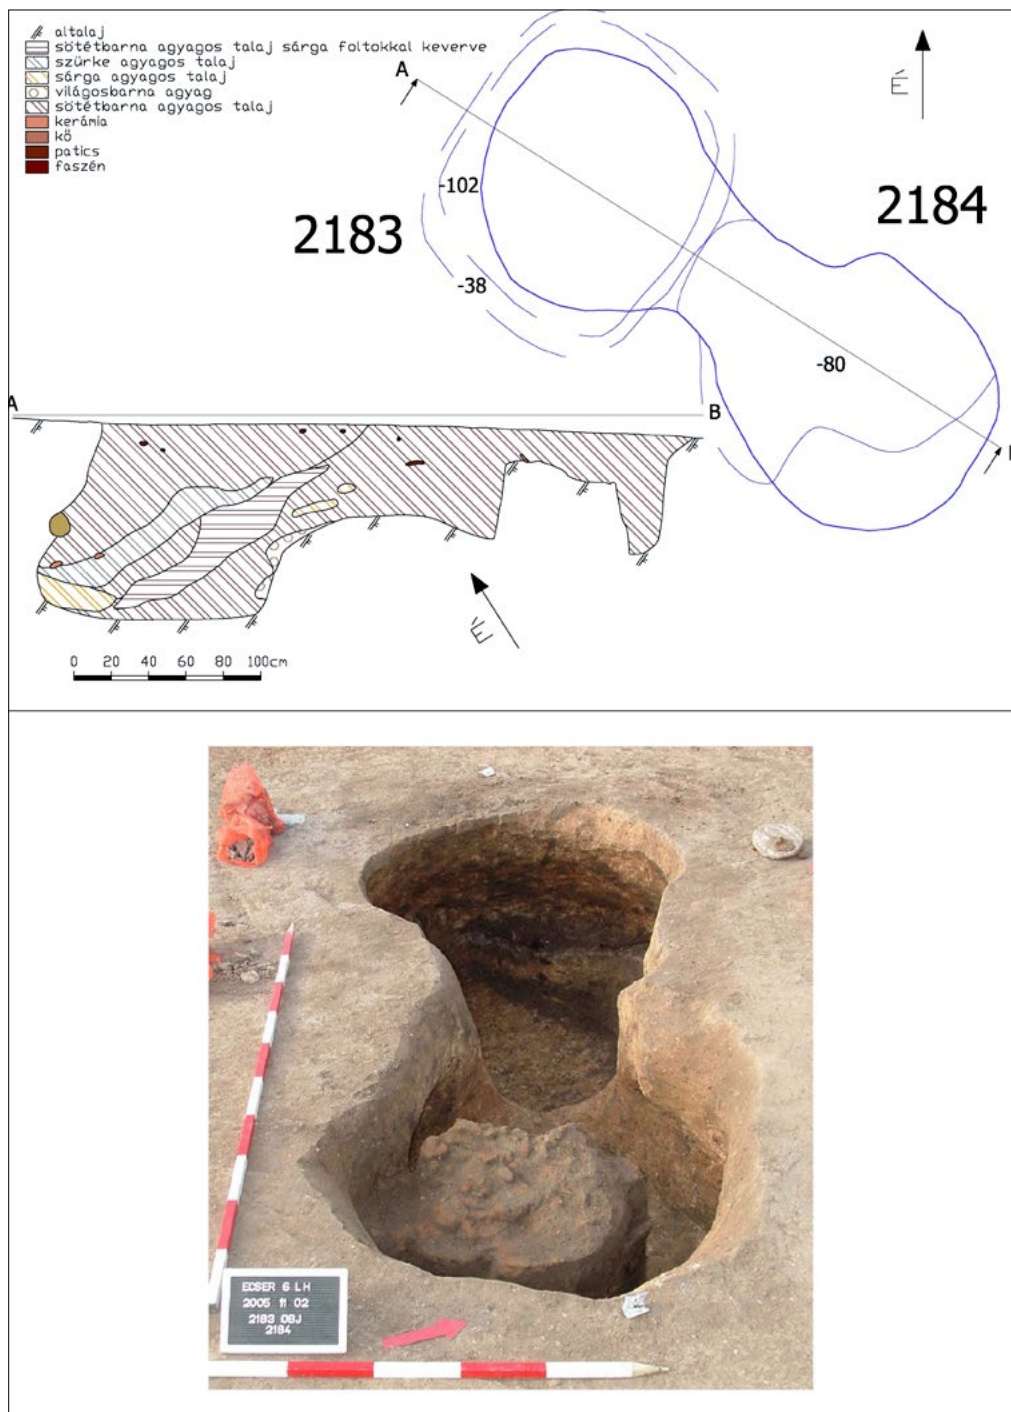 altalaj
sötétbarna agyagos talaj sárga foltokkal keverve
szürke agyagos talaj
sárga agyagos talaj
világosbarna agyag
sötétbarna agyagos talaj
kerámia
kő
patics
faszén
A
É
-102
2183
2184
-38
-80
A
B
É
0 20 40 60 80 100cm
ECSER 6 LH
2005 11 02
2183 OBJ
2184